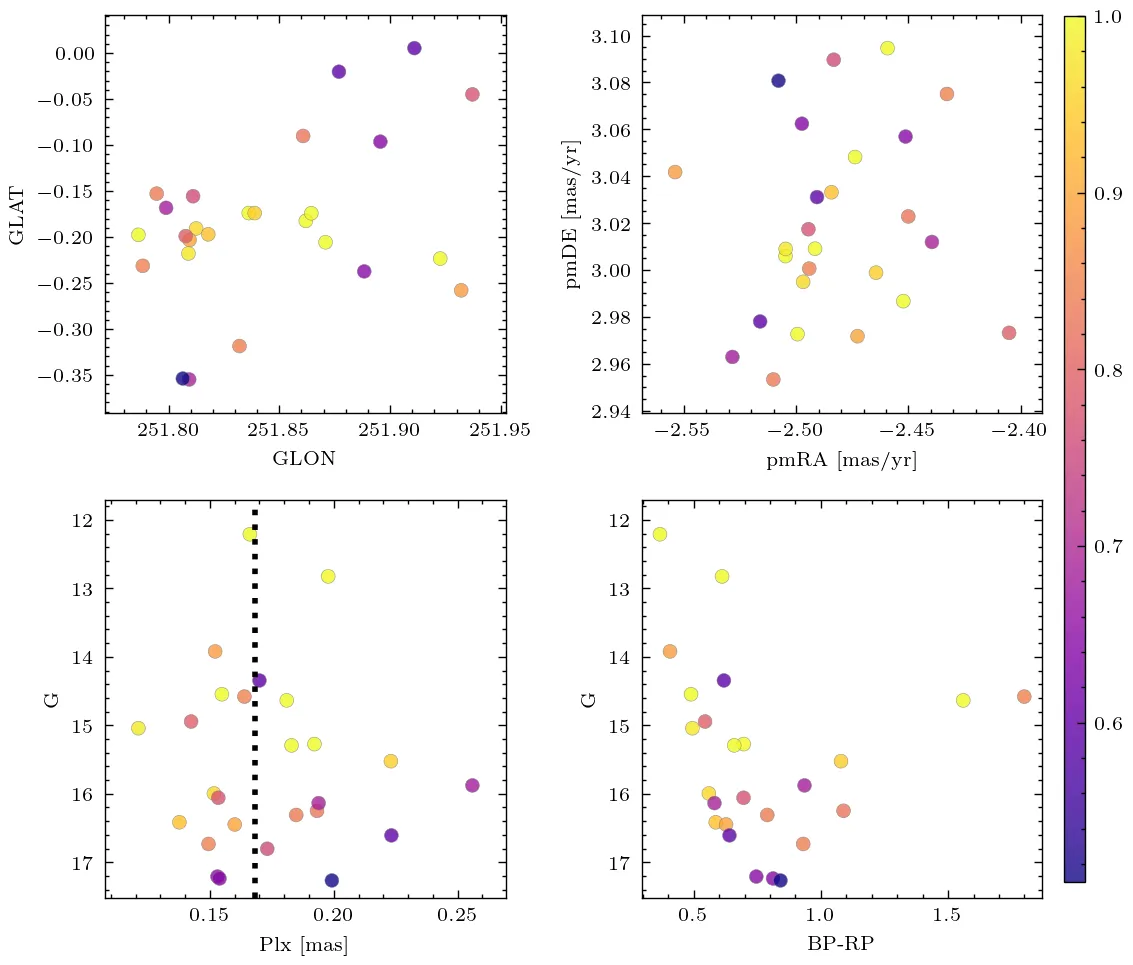 0.00
−0.05
−0.10
−0.15
−0.20
−0.25
−0.30
−0.35
GLAT
251.80 251.85 251.90 251.95
GLON
3.10
3.08
3.06
3.04
3.02
3.00
2.98
2.96
2.94
pmDE [mas/yr]
−2.55 −2.50 −2.45 −2.40
pmRA [mas/yr]
1.0
0.9
0.8
0.7
0.6
12
13
14
15
16
17
G
0.15 0.20 0.25
Plx [mas]
12
13
14
15
16
17
G
0.5 1.0 1.5
BP-RP